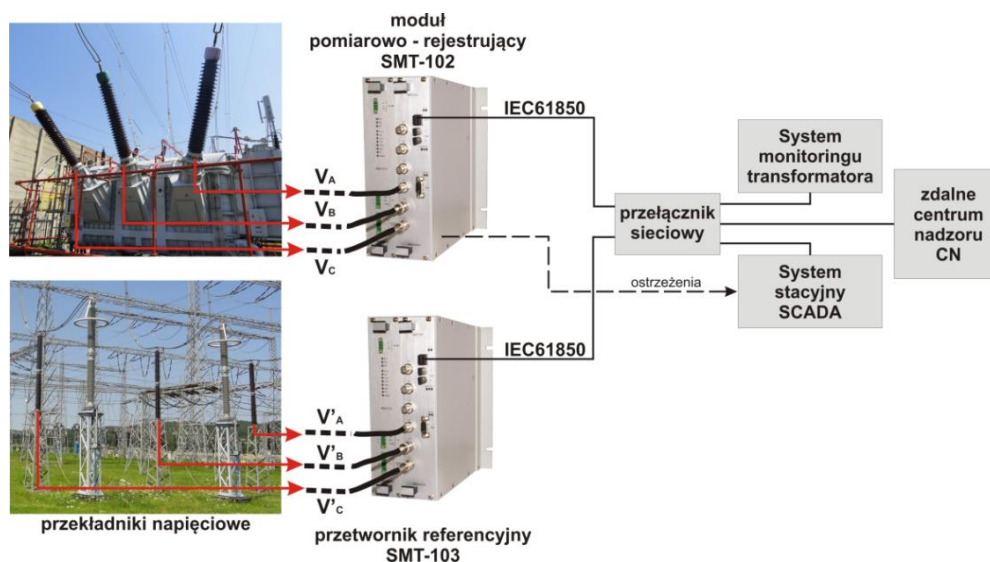 moduł
pomiarowo - rejestrujący
SMT-102
IEC61850
VA
VB
VC
System
monitoringu
transformatora
przełącznik
sieciowy
zdalne
centrum
nadzoru
CN
ostrzeżenia
System
stacyjny
SCADA
IEC61850
V'A
V'B
V'C
przekładniki napięciowe
przetwornik referencyjny
SMT-103